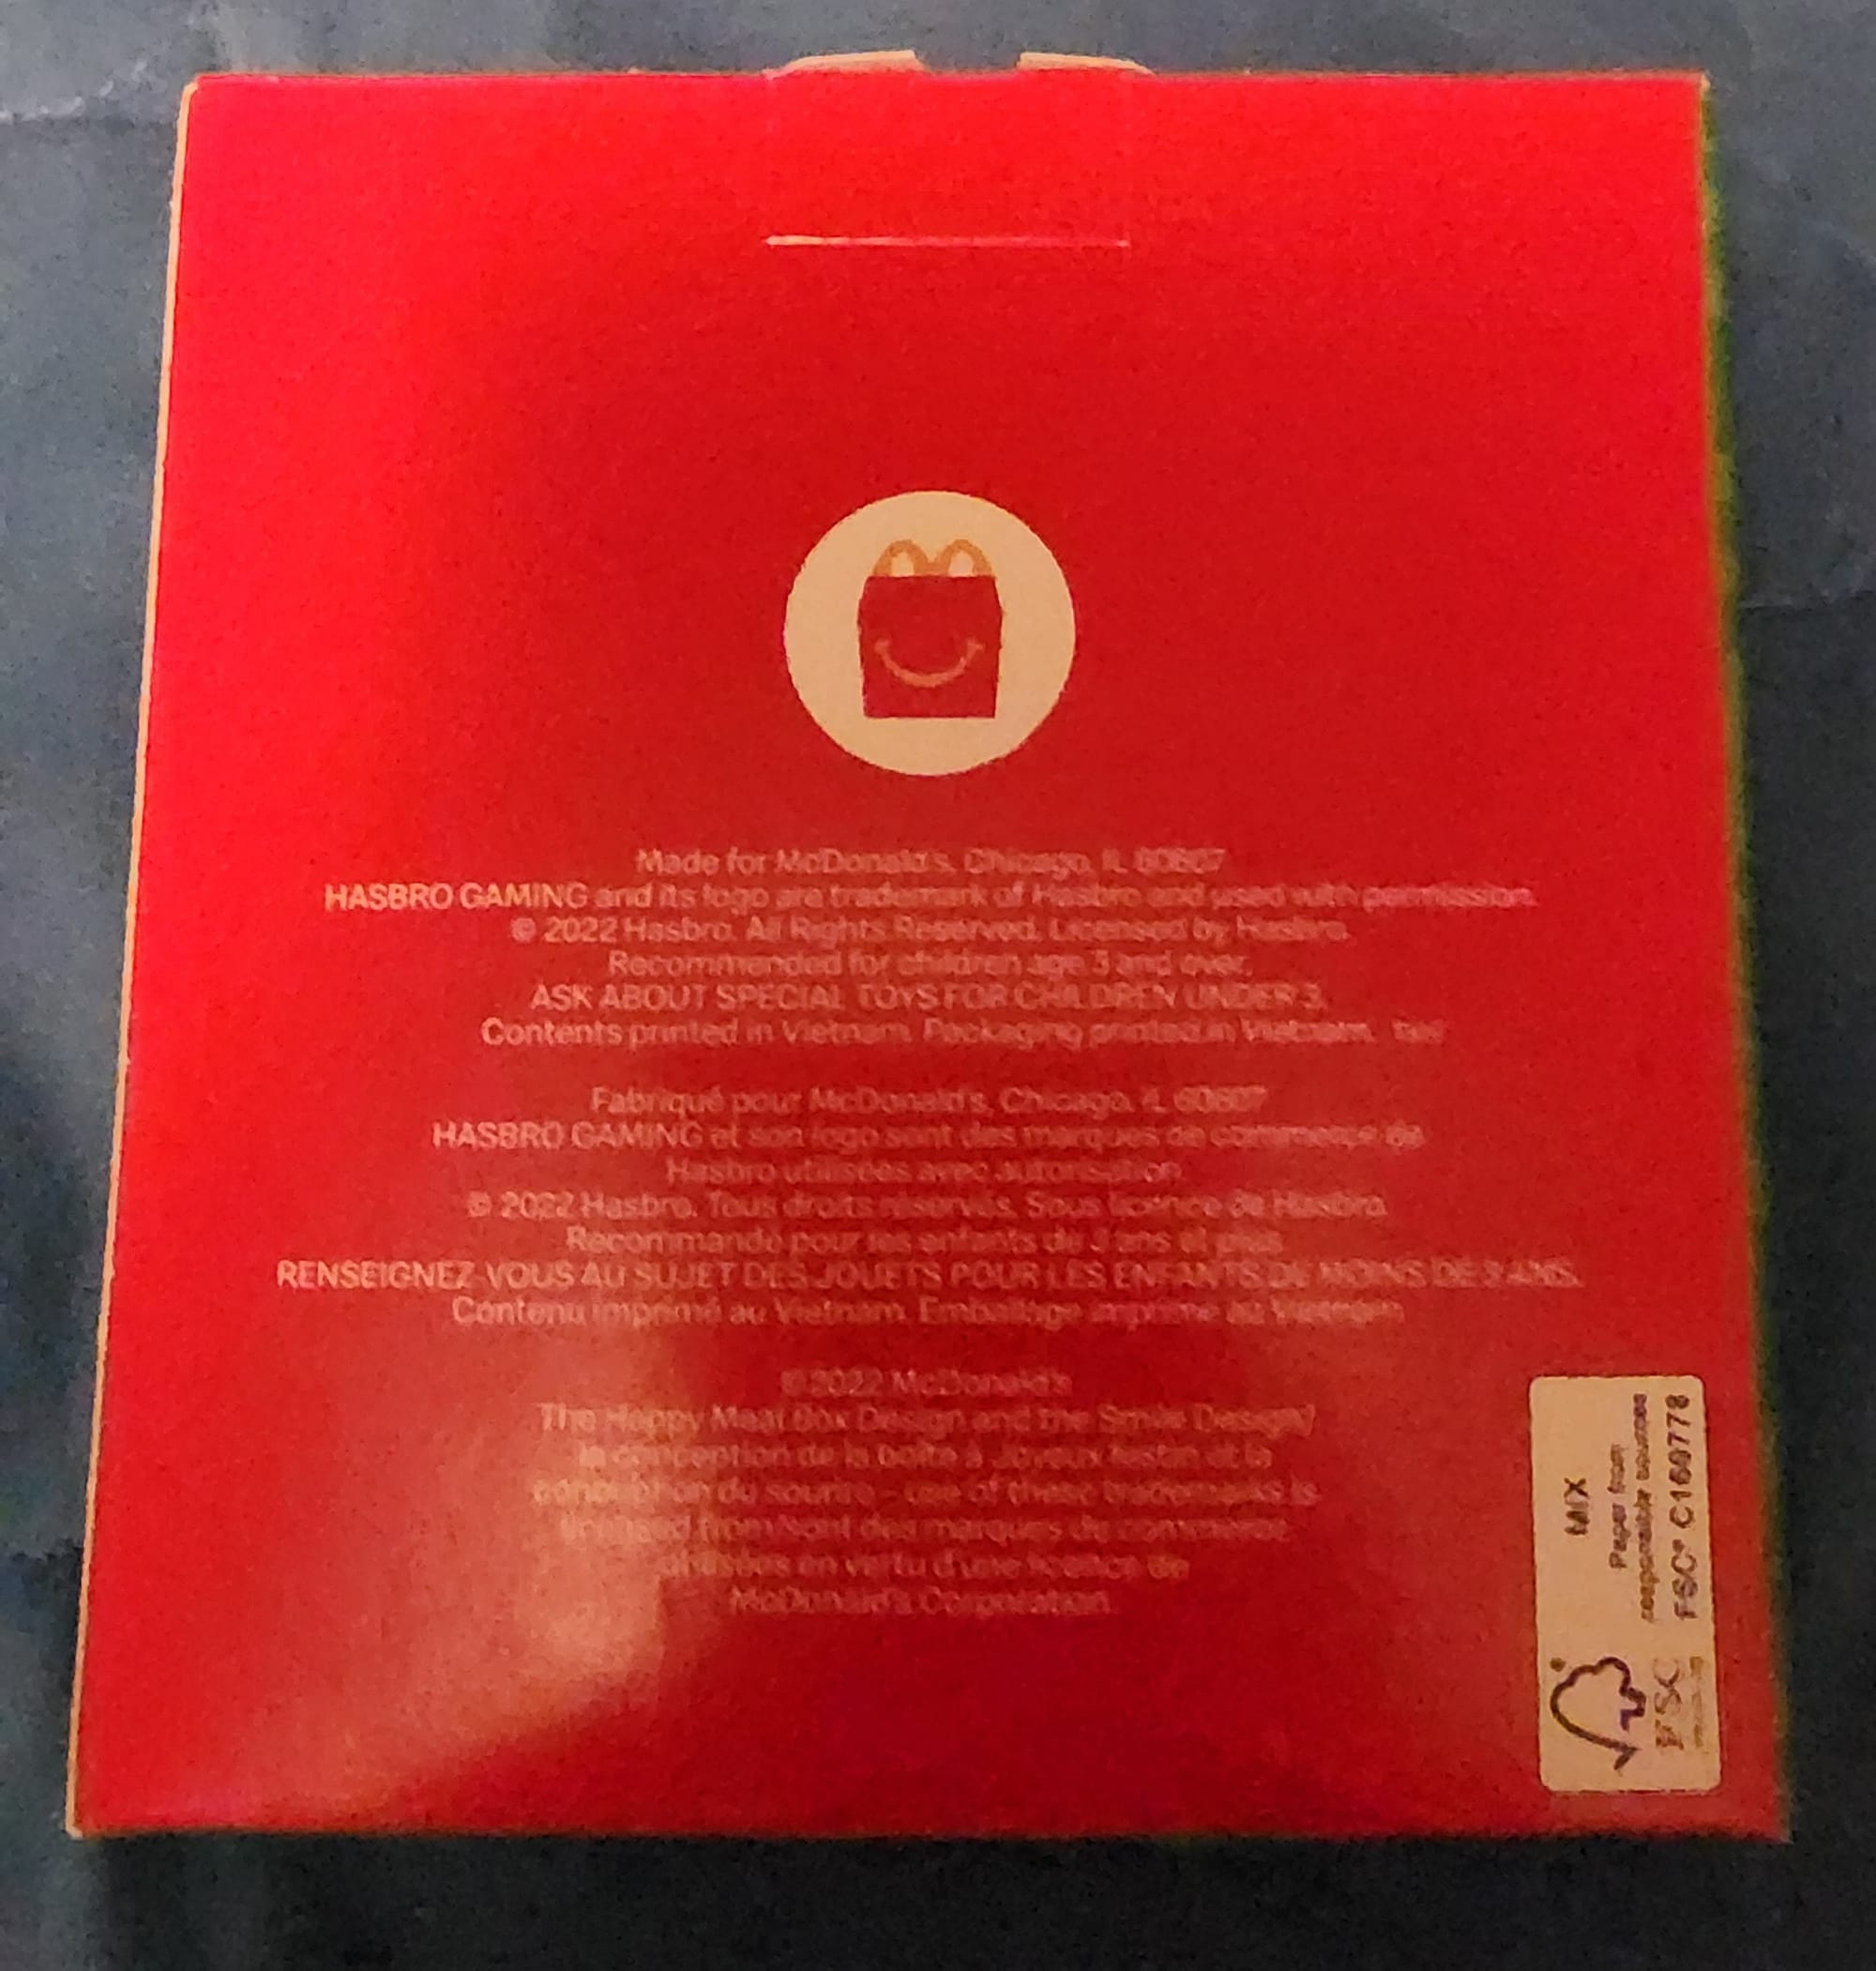 Made for McDonald's, Chicago, IL 60607
HASBRO GAMING and its logo are trademark of Hasbro and used with permission.
© 2022 Hasbro. All Rights Reserved. Licensed by Hasbro.
Recommended for children age 3 and over.
ASK ABOUT SPECIAL TOYS FOR CHILDREN UNDER 3.
Contents printed in Vietnam. Packaging printed in Vietnam.
Fabriqué pour McDonald's, Chicago, IL 60607
HASBRO GAMING et son logo sont des marques de commerce de
Hasbro utilisées avec autorisation.
© 2022 Hasbro. Tous droits réservés. Sous licence de Hasbro.
Recommandé pour les enfants de 3 ans et plus.
RENSEIGNEZ-VOUS AU SUJET DES JOUETS POUR LES ENFANTS DE MOINS DE 3 ANS.
Contenu imprimé au Vietnam. Emballage imprimé au Vietnam.
© 2022 McDonald's
The Happy Meal Box Design and the Smile Design/
la conception de la boîte à Joyeux festin et la
du sourire - use of these trademarks is
licensed from/sont des marques de commerce
utilisées en vertu d'une licence de
McDonald's Corporation.
MIX
Paper from
responsible sources
FSC® C160778
FSC